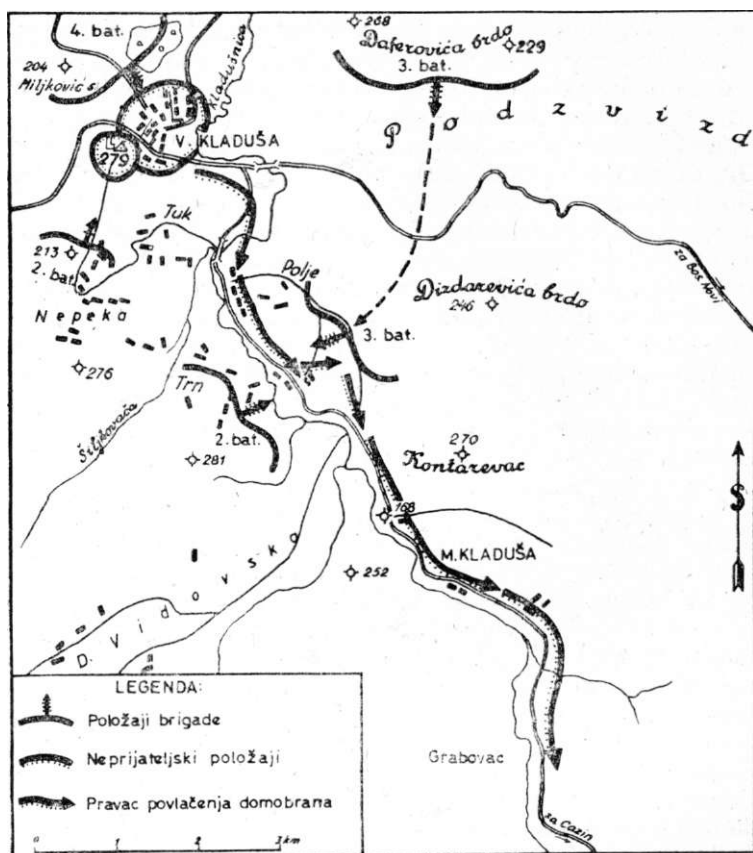 4. bat.
268
Daferovića brdo
229
204
Miljković s.
Kladušnica
3. bat.
P o d z v i z d
V. KLADUŠA
279
Tuk
213
2. bat.
Polje
za Bos Novi
Nepeka
Dizdarevića brdo
246
3. bat.
276
Trn
Šiljkovača
2. bat.
281
270
Kontarevac
S
168
M. KLADUŠA
252
D. Vidovska
LEGENDA:
Položaji brigade
Neprijateljski položaji
Pravac povlačenja domobrana
Grabovac
za Cazin
0 1 2 3 km